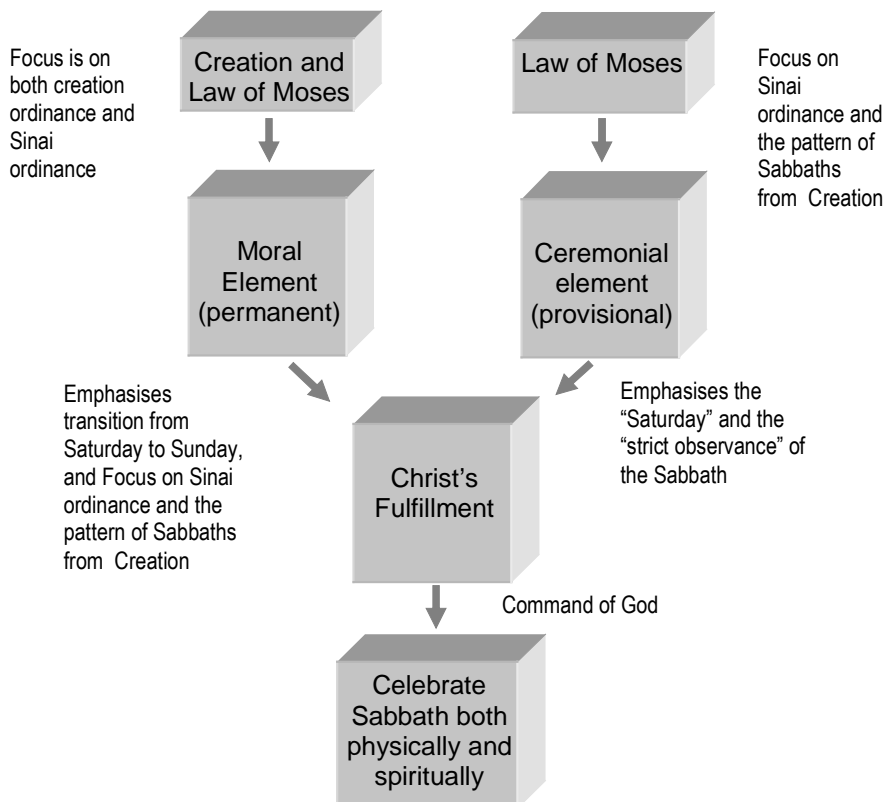 Focus is on
both creation
ordinance and
Sinai
ordinance
Creation and
Law of Moses
Law of Moses
Focus on
Sinai
ordinance and
the pattern of
Sabbaths
from  Creation
Moral
Element
(permanent)
Ceremonial
element
(provisional)
Emphasises
transition from
Saturday to Sunday,
and Focus on Sinai
ordinance and the
pattern of Sabbaths
from  Creation
Christ’s
Fulfillment
Emphasises the
“Saturday” and the
“strict observance” of
the Sabbath
Command of God
Celebrate
Sabbath both
physically and
spiritually